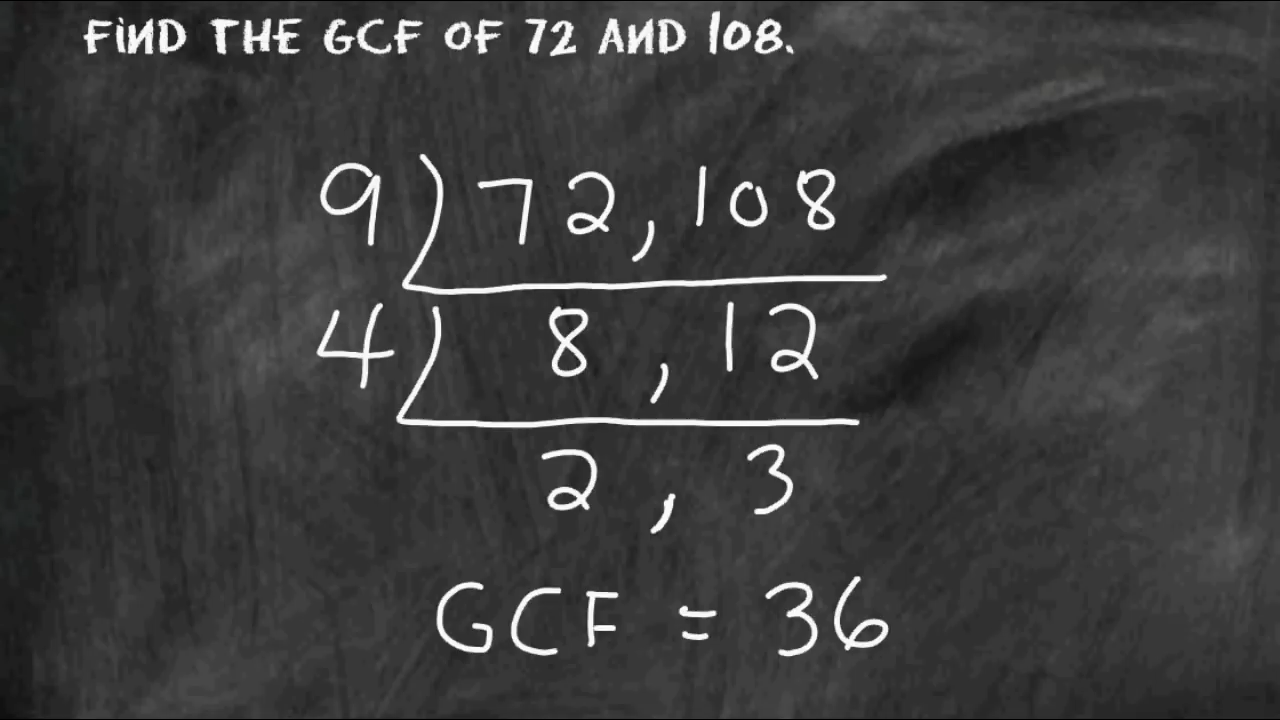 FIND THE GCF OF 72 AND 108.
9) 72, 108
4) 8, 12
2, 3
GCF = 36